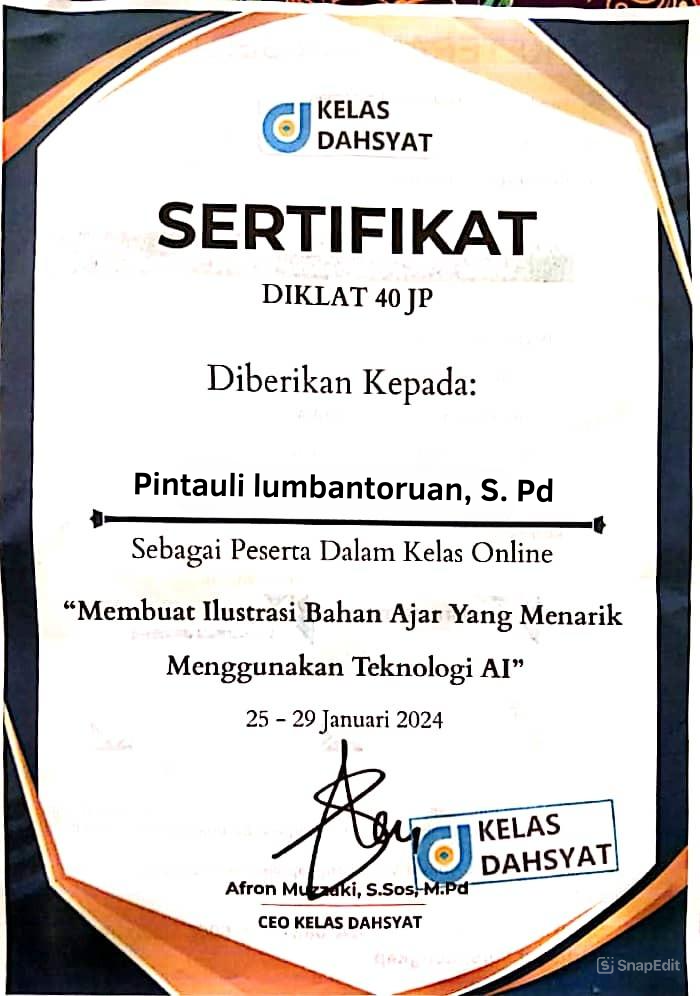 KELAS
DAHSYAT
SERTIFIKAT
DIKLAT 40 JP
Diberikan Kepada:
Pintauli lumbantoruan, S. Pd
Sebagai Peserta Dalam Kelas Online
“Membuat Ilustrasi Bahan Ajar Yang Menarik
Menggunakan Teknologi AI”
25 – 29 Januari 2024
KELAS
DAHSYAT
Afron Muzzaki, S.Sos, M.Pd
CEO KELAS DAHSYAT
SnapEdit